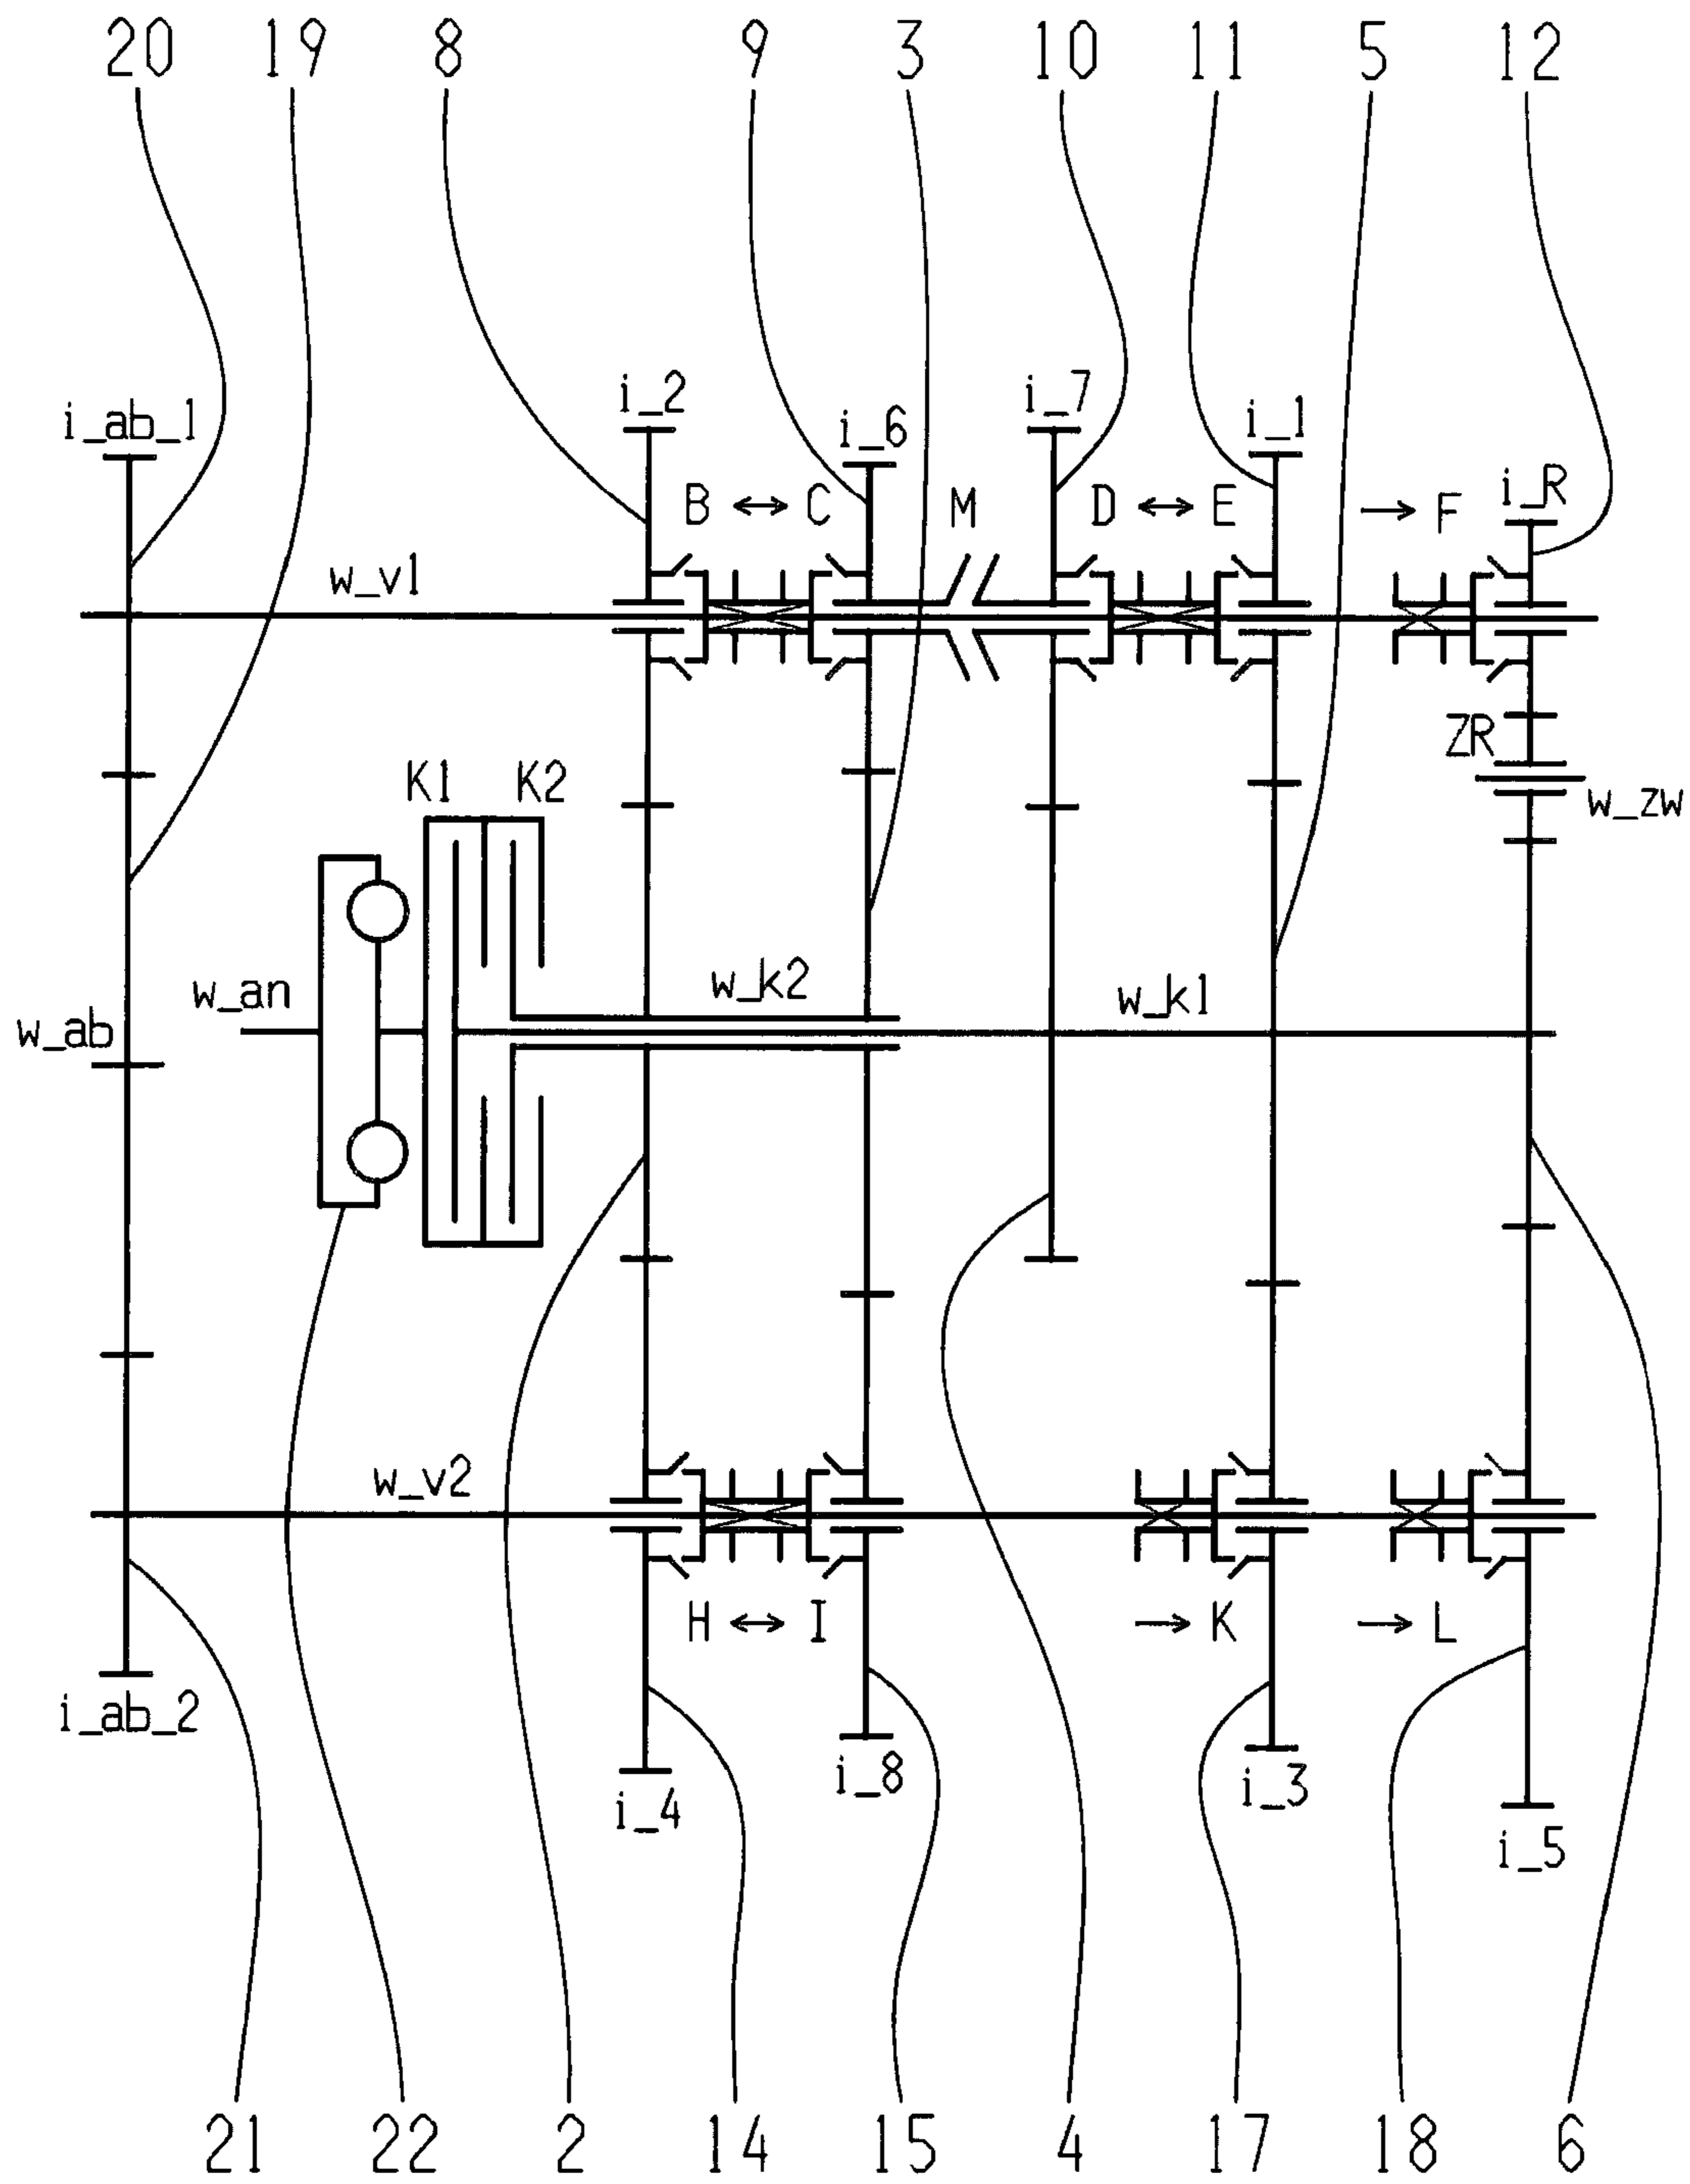 20 19 8 9 3 10 11 5 12
i_ab_1 i_2 i_6 i_7 i_1 i_R
B ↔ C M D ↔ E → F
w_v1
ZR
K1 K2 w_zw
w_an w_k2 w_k1
w_ab
w_v2
H ↔ I → K → L
i_ab_2 i_4 i_8 i_3 i_5
21 22 2 14 15 4 17 18 6